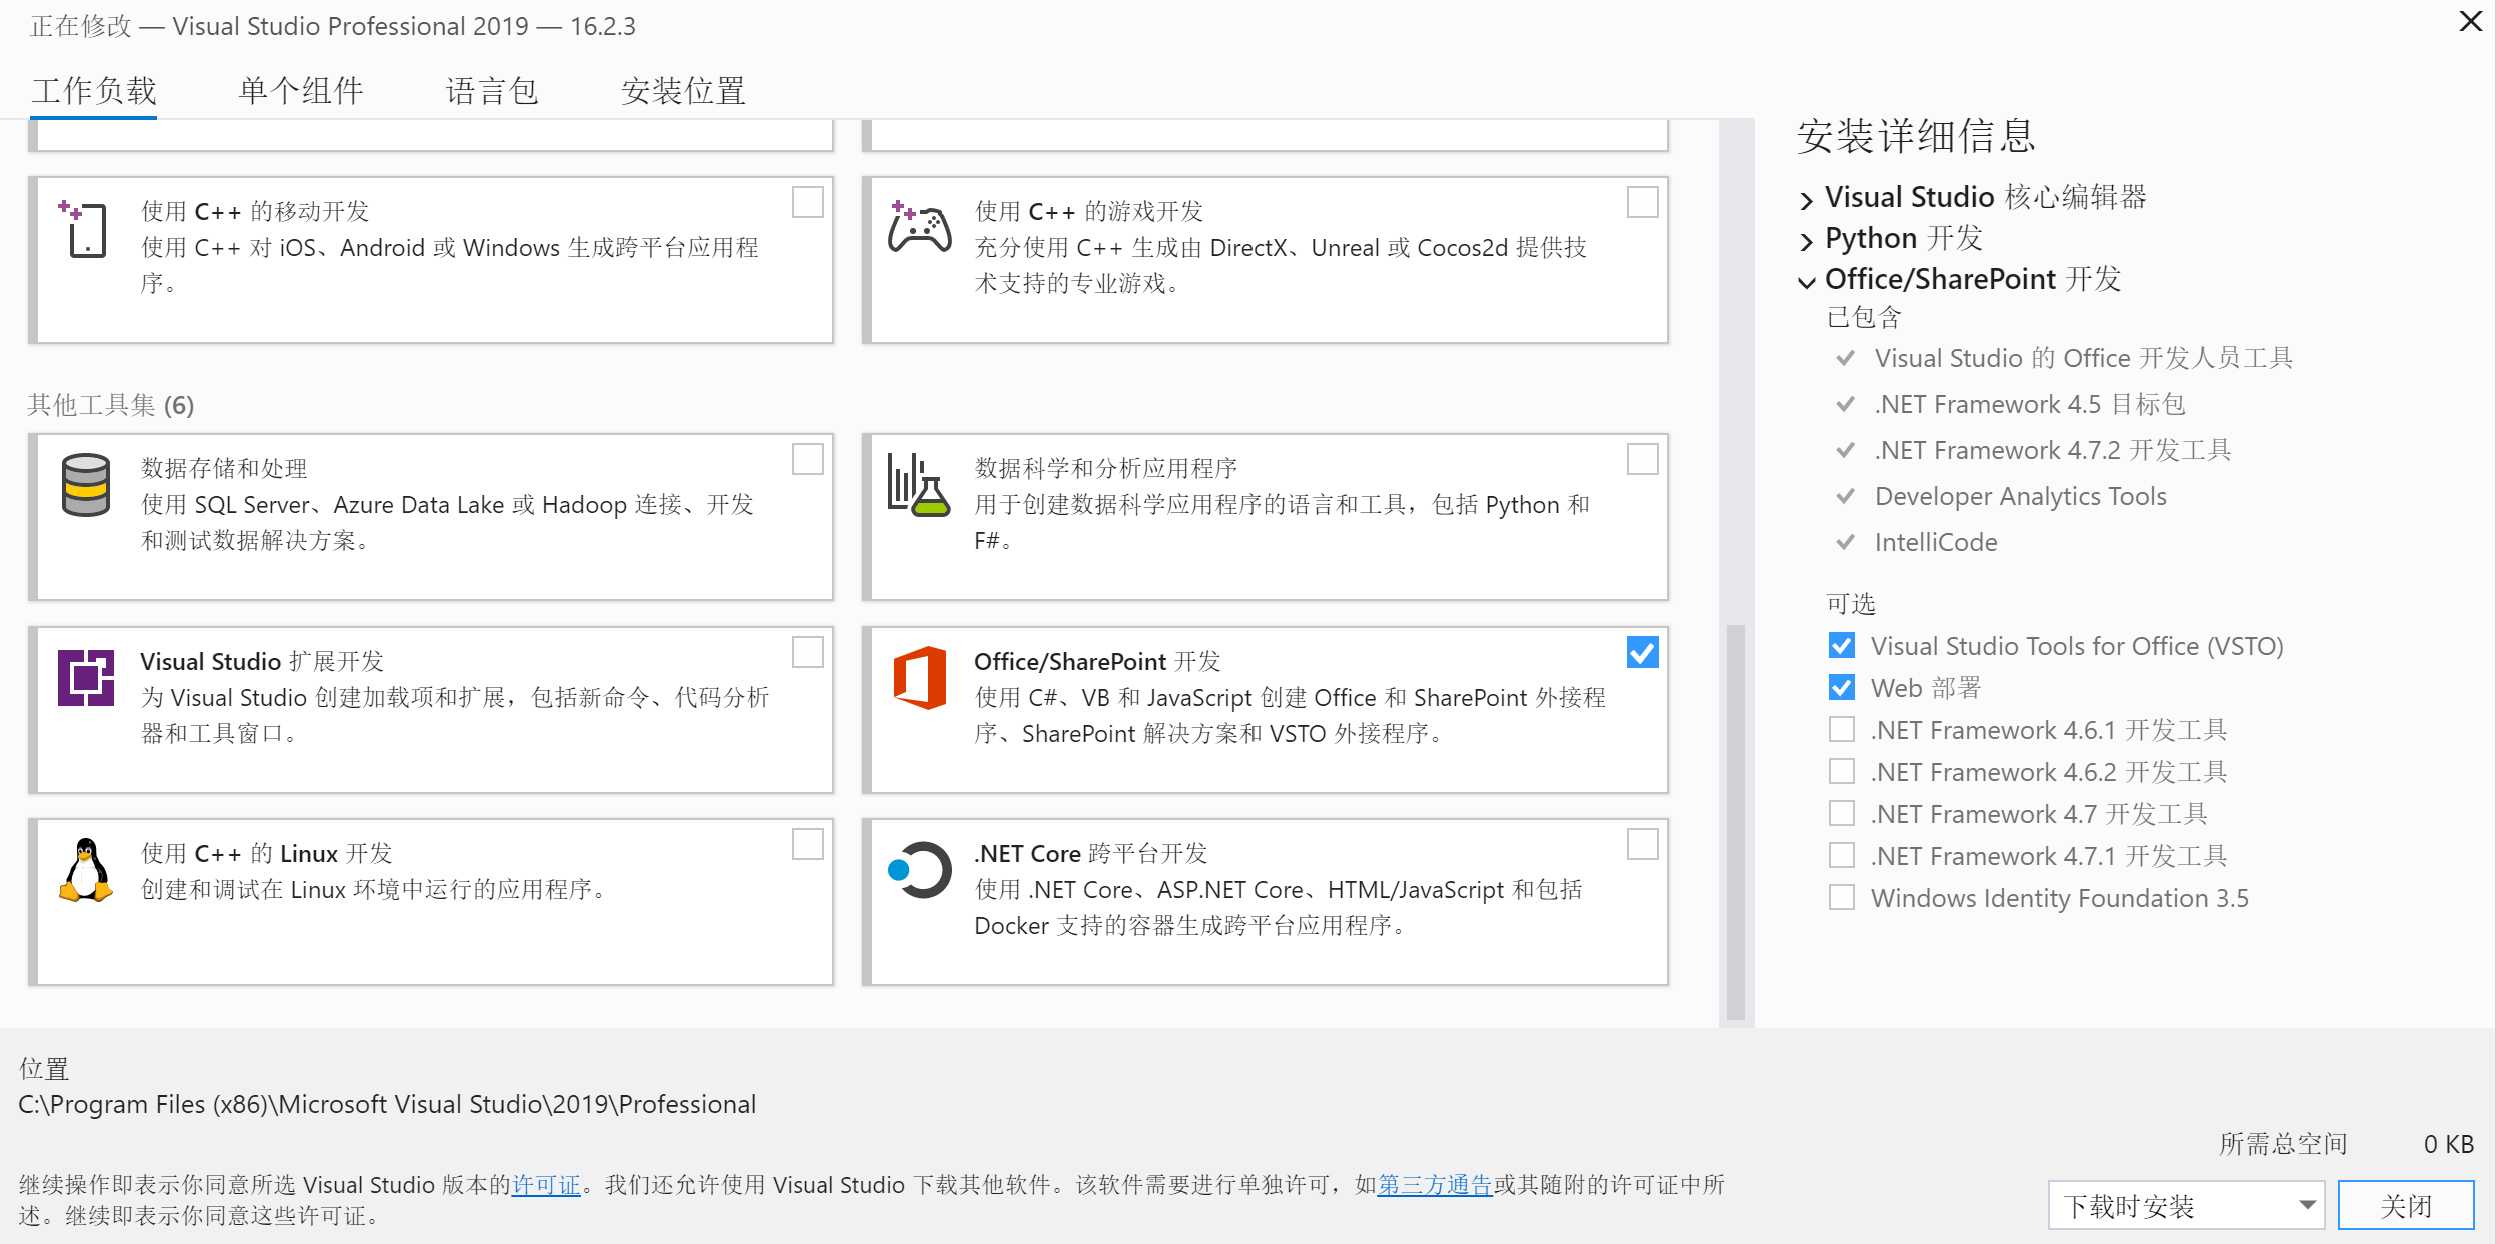 正在修改 — Visual Studio Professional 2019 — 16.2.3
工作负载 单个组件 语言包 安装位置
使用 C++ 的移动开发
使用 C++ 对 iOS、Android 或 Windows 生成跨平台应用程
序。
使用 C++ 的游戏开发
充分使用 C++ 生成由 DirectX、Unreal 或 Cocos2d 提供技
术支持的专业游戏。
其他工具集 (6)
数据存储和处理
使用 SQL Server、Azure Data Lake 或 Hadoop 连接、开发
和测试数据解决方案。
数据科学和分析应用程序
用于创建数据科学应用程序的语言和工具，包括 Python 和
F#。
Visual Studio 扩展开发
为 Visual Studio 创建加载项和扩展，包括新命令、代码分析
器和工具窗口。
Office/SharePoint 开发
使用 C#、VB 和 JavaScript 创建 Office 和 SharePoint 外接程
序、SharePoint 解决方案和 VSTO 外接程序。
使用 C++ 的 Linux 开发
创建和调试在 Linux 环境中运行的应用程序。
.NET Core 跨平台开发
使用 .NET Core、ASP.NET Core、HTML/JavaScript 和包括
Docker 支持的容器生成跨平台应用程序。
安装详细信息
Visual Studio 核心编辑器
Python 开发
Office/SharePoint 开发
已包含
Visual Studio 的 Office 开发人员工具
.NET Framework 4.5 目标包
.NET Framework 4.7.2 开发工具
Developer Analytics Tools
IntelliCode
可选
Visual Studio Tools for Office (VSTO)
Web 部署
.NET Framework 4.6.1 开发工具
.NET Framework 4.6.2 开发工具
.NET Framework 4.7 开发工具
.NET Framework 4.7.1 开发工具
Windows Identity Foundation 3.5
位置
C:\Program Files (x86)\Microsoft Visual Studio\2019\Professional
所需总空间 0 KB
继续操作即表示你同意所选 Visual Studio 版本的许可证。我们还允许使用 Visual Studio 下载其他软件。该软件需要进行单独许可，如第三方通告或其随附的许可证中所
述。继续即表示你同意这些许可证。
下载时安装 关闭